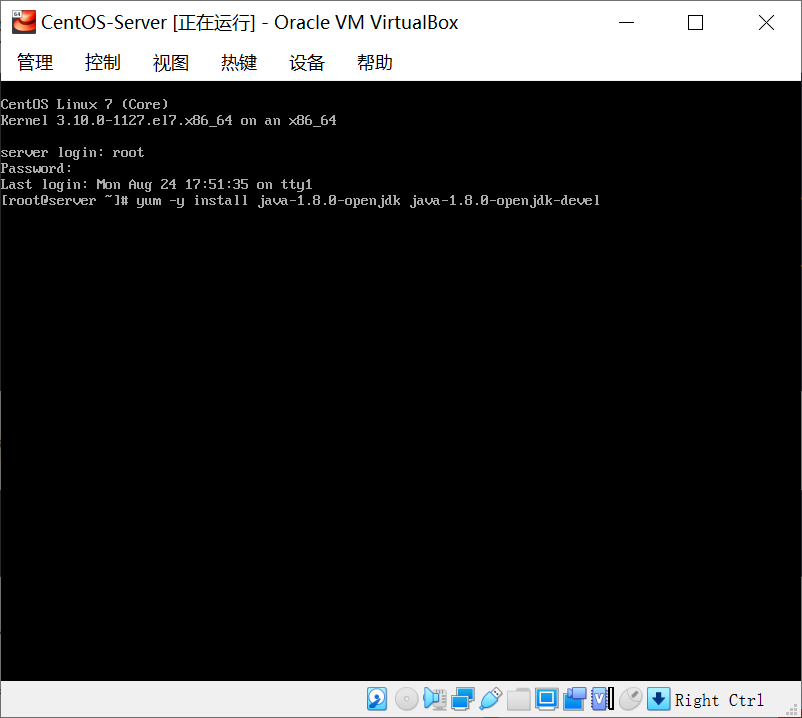 CentOS-Server [正在运行] - Oracle VM VirtualBox
管理 控制 视图 热键 设备 帮助
CentOS Linux 7 (Core)
Kernel 3.10.0-1127.el7.x86_64 on an x86_64
server login: root
Password:
Last login: Mon Aug 24 17:51:35 on tty1
[root@server ~]# yum -y install java-1.8.0-openjdk java-1.8.0-openjdk-devel
Right Ctrl